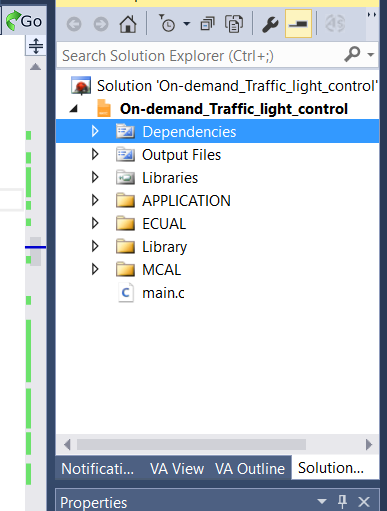 Go
Search Solution Explorer (Ctrl+;)
Solution 'On-demand_Traffic_light_control'
On-demand_Traffic_light_control
Dependencies
Output Files
Libraries
APPLICATION
ECUAL
Library
MCAL
C main.c
Notificati... VA View VA Outline Solution...
Properties